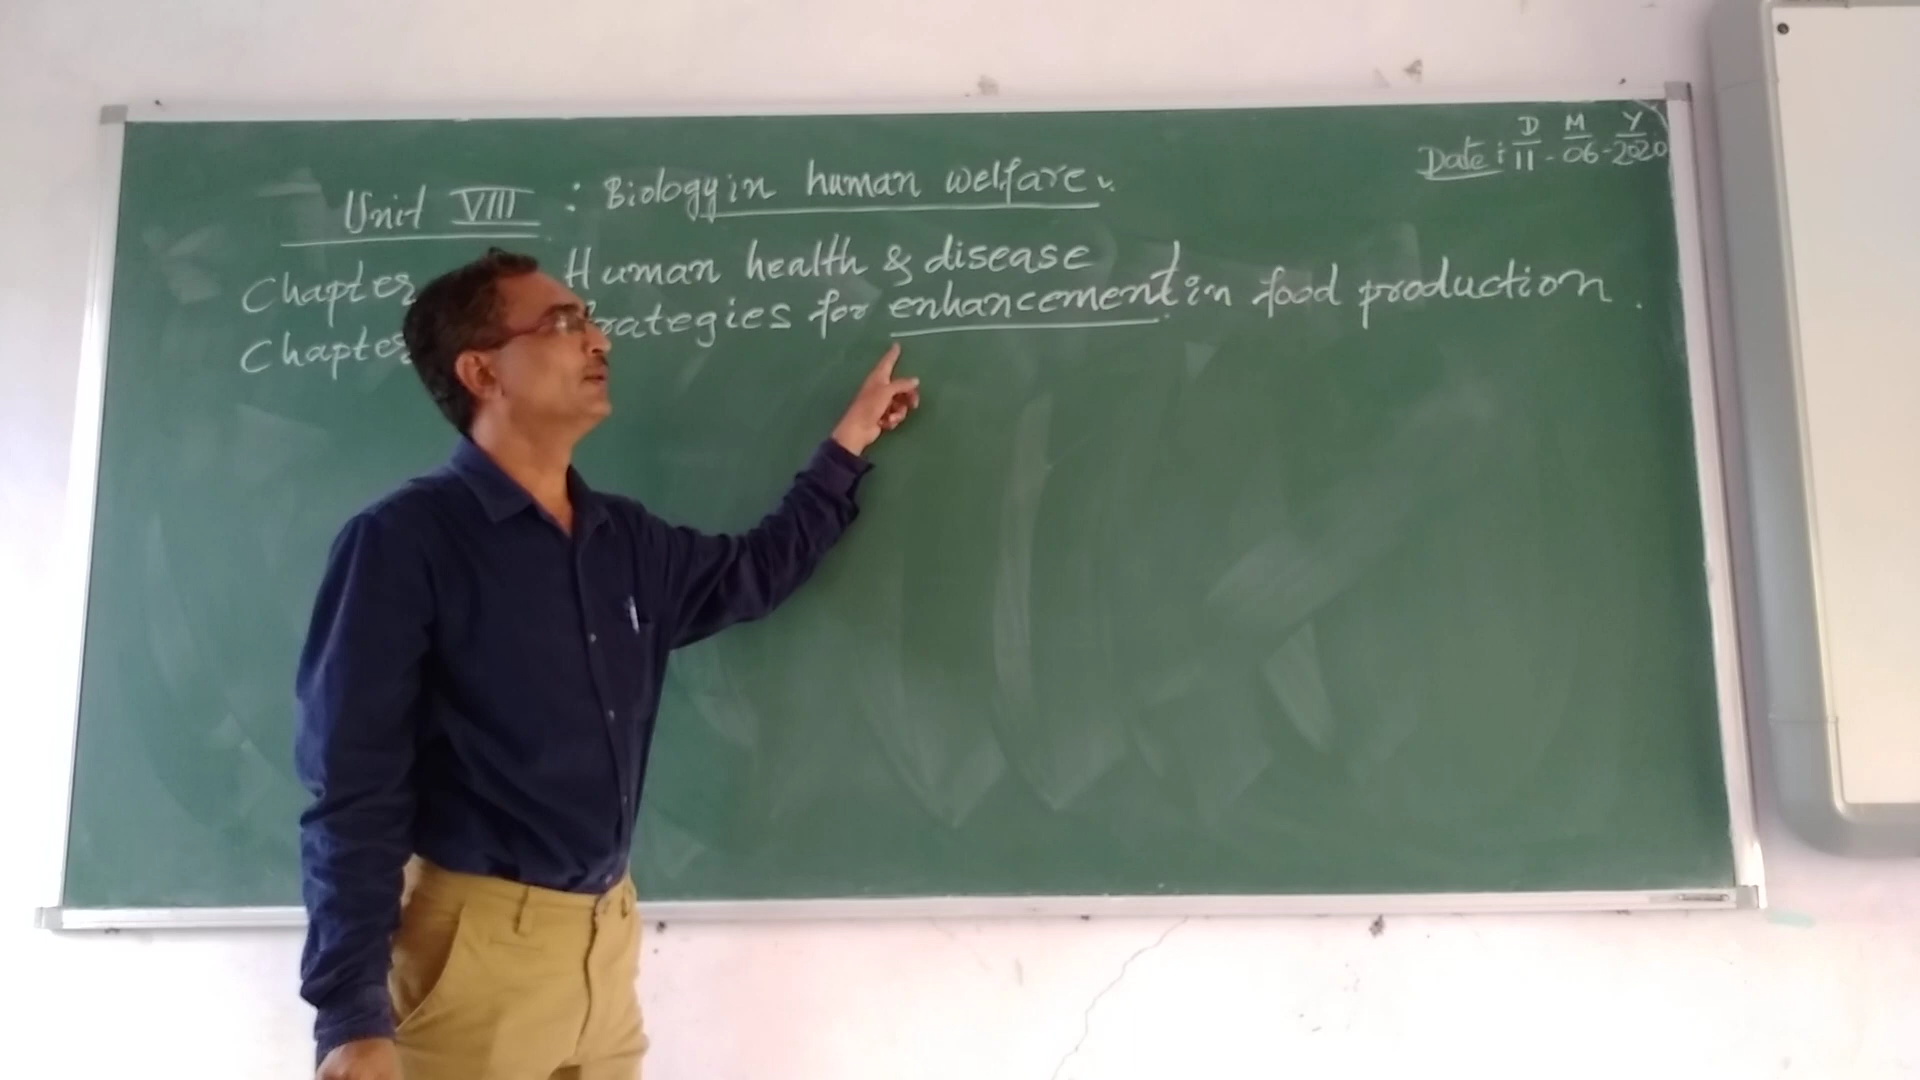 D M Y
Date: 11-06-2020
Unit VIII : Biology in human welfare.
Chapter Human health & disease
Chapter for enhancement in food production.